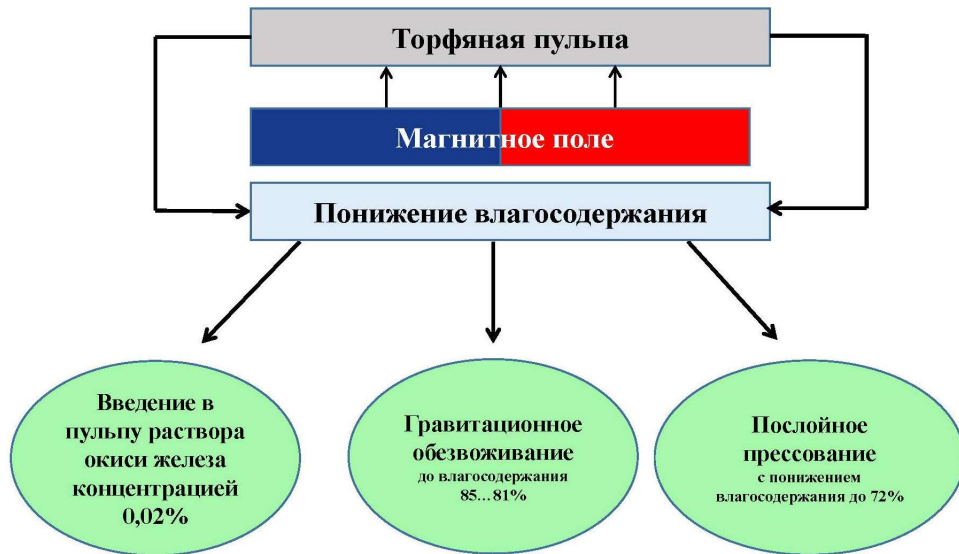 Торфяная пульпа
Магнитное поле
Понижение влагосодержания
Введение в
пульпу раствора
окиси железа
концентрацией
0,02%
Гравитационное
обезвоживание
до влагосодержания
85…81%
Послойное
прессование
с понижением
влагосодержания до 72%